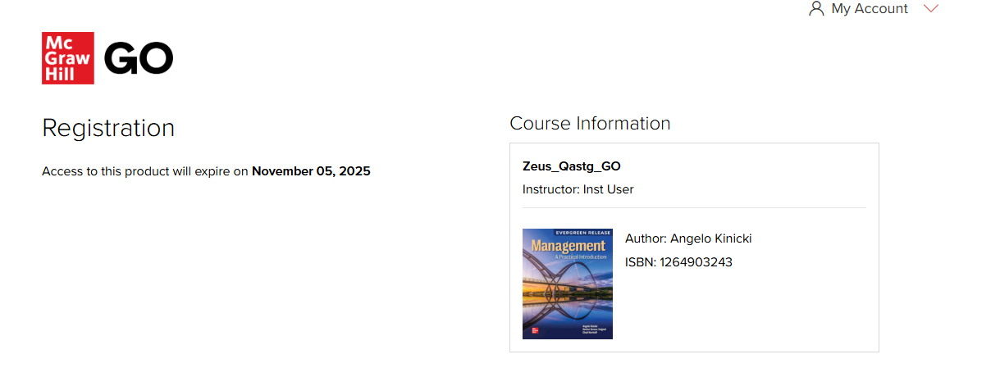 My Account
Mc
Graw
Hill
GO
Registration
Access to this product will expire on November 05, 2025
Course Information
Zeus_Qastg_GO
Instructor: Inst User
EVERGREEN RELEASE
Management
A Practical Introduction
Author: Angelo Kinicki
ISBN: 1264903243